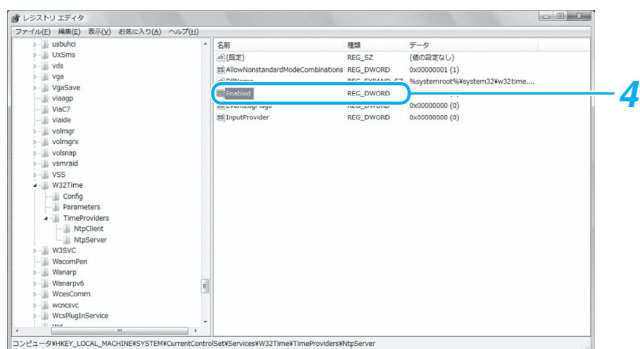 レジストリ エディタ
ファイル(F) 編集(E) 表示(V) お気に入り(A) ヘルプ(H)
usbuhci
UxSms
vds
vga
VgaSave
viaagp
ViaC7
viaide
volmgr
volmgrx
volsnap
vsmraid
VSS
W32Time
Config
Parameters
TimeProviders
NtpClient
NtpServer
W3SVC
WacomPen
Wanarp
Wanarpv6
WcesComm
wcncsvc
WcsPlugInService
名前 種類 データ
(既定) REG_SZ (値の設定なし)
AllowNonstandardModeCombinations REG_DWORD 0x00000001 (1)
DllName REG_EXPAND_SZ %systemroot%¥system32¥w32time....
Enabled REG_DWORD
EventLogFlags REG_DWORD 0x00000000 (0)
InputProvider REG_DWORD 0x00000000 (0)
4
コンピュータ¥HKEY_LOCAL_MACHINE¥SYSTEM¥CurrentControlSet¥Services¥W32Time¥TimeProviders¥NtpServer